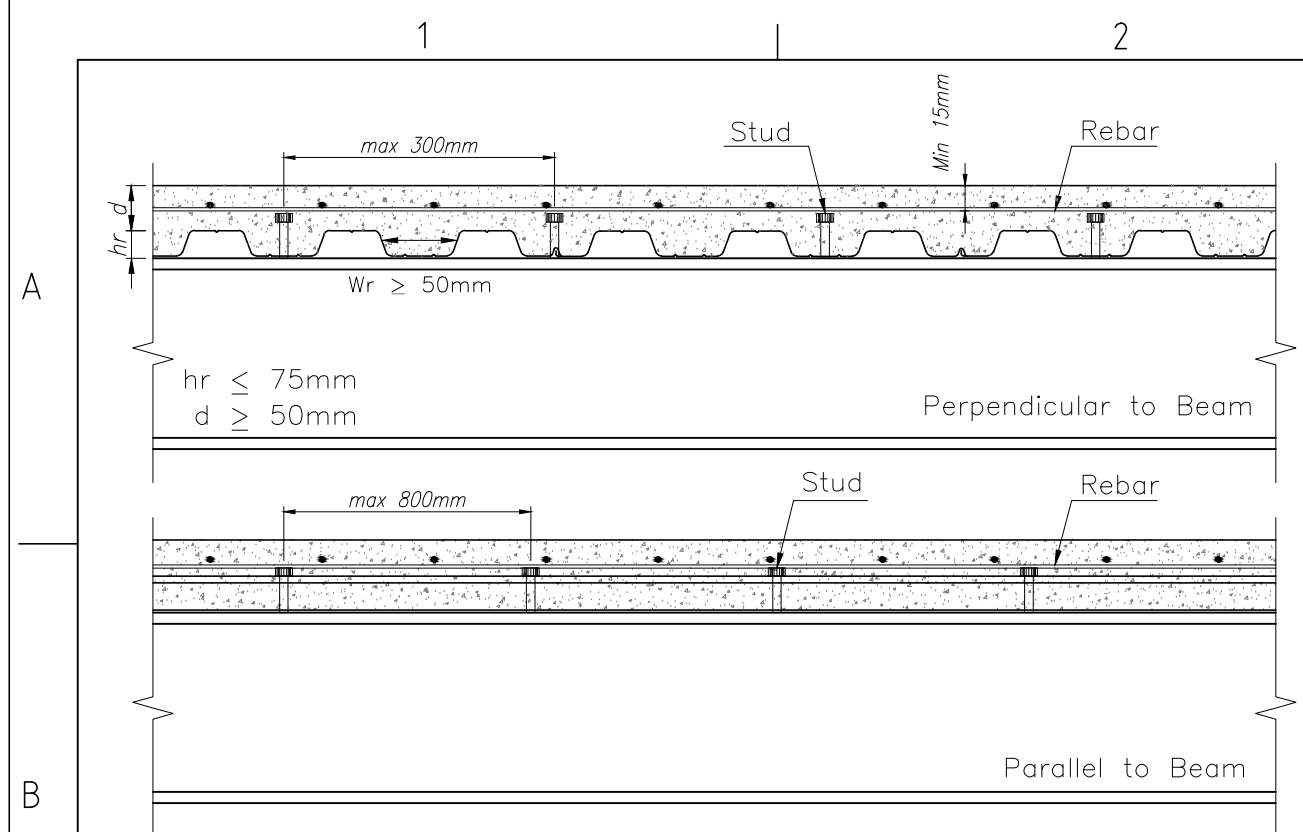 1
2
max 300mm
Stud
Min 15mm
Rebar
d
hr
A
Wr ≥ 50mm
hr ≤ 75mm
d ≥ 50mm
Perpendicular to Beam
max 800mm
Stud
Rebar
Parallel to Beam
B